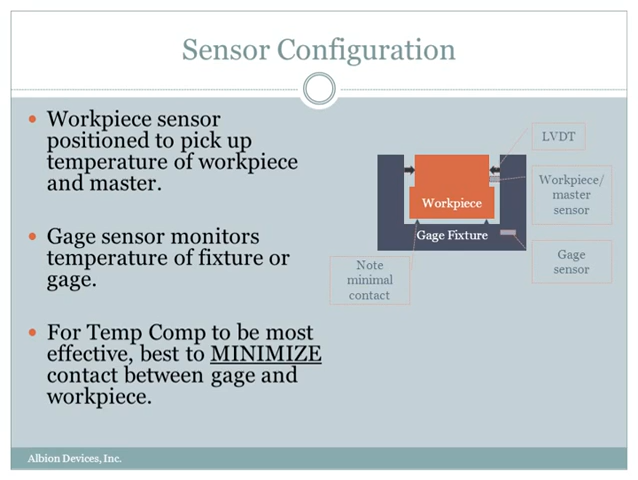 Sensor Configuration
Workpiece sensor
positioned to pick up
temperature of workpiece
and master.
Gage sensor monitors
temperature of fixture or
gage.
For Temp Comp to be most
effective, best to MINIMIZE
contact between gage and
workpiece.
LVDT
Workpiece/
master
sensor
Workpiece
Gage Fixture
Gage
sensor
Note
minimal
contact
Albion Devices, Inc.